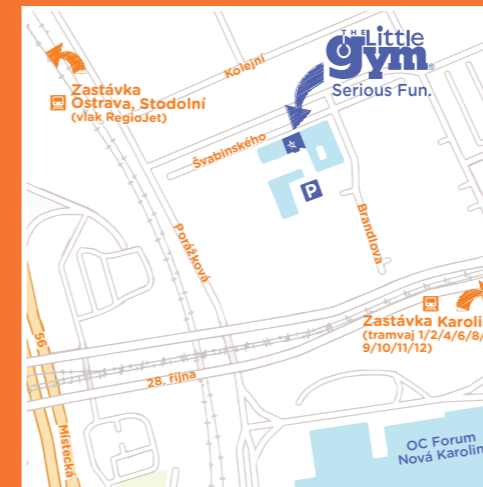 THE Little
gym®
Serious Fun.
Kolejní
Zastávka
Ostrava, Stodolní
(vlak RegioJet)
Švabinského
P
Porážková
Brandlova
Zastávka Karoli
(tramvaj 1/2/4/6/8/
9/10/11/12)
56
28. října
Místecká
OC Forum
Nová Karolin